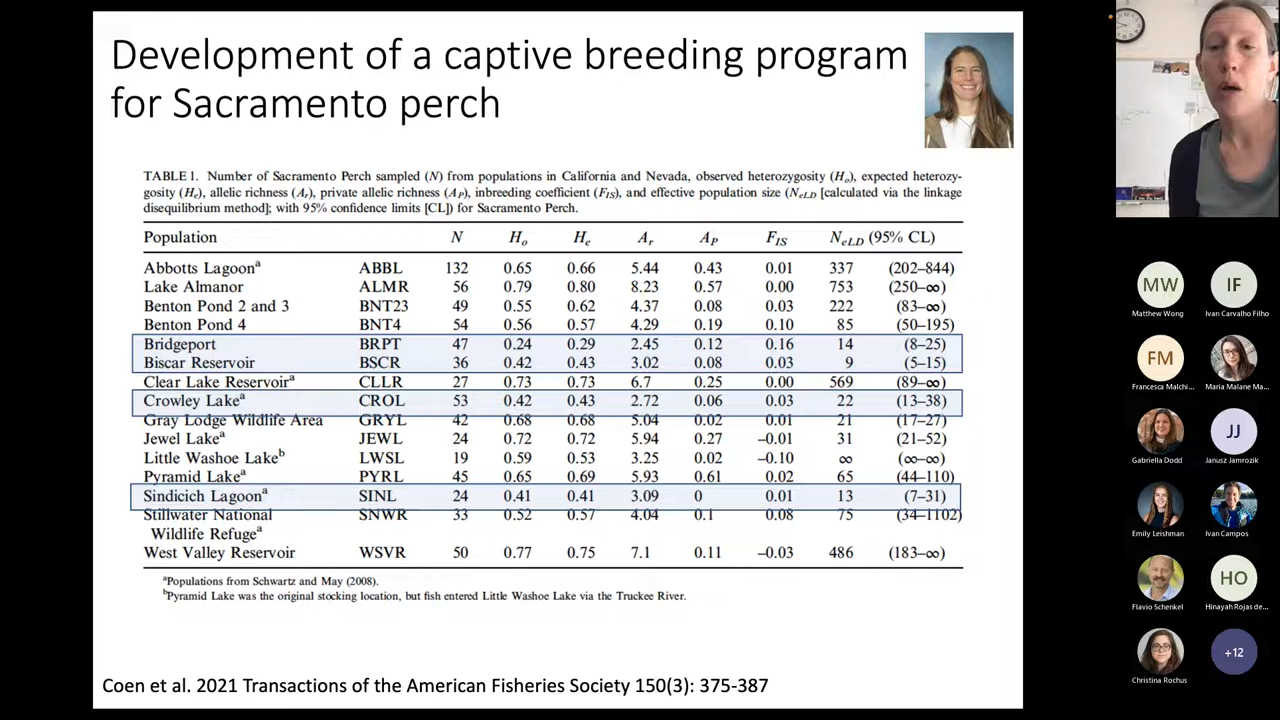 Development of a captive breeding program
for Sacramento perch
TABLE 1. Number of Sacramento Perch sampled (N) from populations in California and Nevada, observed heterozygosity (Ho), expected heterozy-
gosity (He), allelic richness (Ar), private allelic richness (AP), inbreeding coefficient (FIS), and effective population size (NeLD [calculated via the linkage
disequilibrium method]; with 95% confidence limits [CL]) for Sacramento Perch.
Population N Ho He Ar AP FIS NeLD (95% CL)
Abbotts Lagoonᵃ ABBL 132 0.65 0.66 5.44 0.43 0.01 337 (202–844)
Lake Almanor ALMR 56 0.79 0.80 8.23 0.57 0.00 753 (250–∞)
Benton Pond 2 and 3 BNT23 49 0.55 0.62 4.37 0.08 0.03 222 (83–∞)
Benton Pond 4 BNT4 54 0.56 0.57 4.29 0.19 0.10 85 (50–195)
Bridgeport BRPT 47 0.24 0.29 2.45 0.12 0.16 14 (8–25)
Biscar Reservoir BSCR 36 0.42 0.43 3.02 0.08 0.03 9 (5–15)
Clear Lake Reservoirᵃ CLLR 27 0.73 0.73 6.7 0.25 0.00 569 (89–∞)
Crowley Lakeᵃ CROL 53 0.42 0.43 2.72 0.06 0.03 22 (13–38)
Gray Lodge Wildlife Area GRYL 42 0.68 0.68 5.04 0.02 0.01 21 (17–27)
Jewel Lakeᵃ JEWL 24 0.72 0.72 5.94 0.27 –0.01 31 (21–52)
Little Washoe Lakeᵇ LWSL 19 0.59 0.53 3.25 0.02 –0.10 ∞ (∞–∞)
Pyramid Lakeᵃ PYRL 45 0.65 0.69 5.93 0.61 0.02 65 (44–110)
Sindicich Lagoonᵃ SINL 24 0.41 0.41 3.09 0 0.01 13 (7–31)
Stillwater National SNWR 33 0.52 0.57 4.04 0.1 0.08 75 (34–1102)
Wildlife Refugeᵃ
West Valley Reservoir WSVR 50 0.77 0.75 7.1 0.11 –0.03 486 (183–∞)
ᵃPopulations from Schwartz and May (2008).
ᵇPyramid Lake was the original stocking location, but fish entered Little Washoe Lake via the Truckee River.
Coen et al. 2021 Transactions of the American Fisheries Society 150(3): 375-387
MW IF
Matthew Wong Ivan Carvalho Filho
FM
Francesca Malchi... Maria Malane Ma...
JJ
Gabriella Dodd Janusz Jamrozik
Emily Leishman Ivan Campos
HO
Flavio Schenkel Hinayah Rojas de...
+12
Christina Rochus